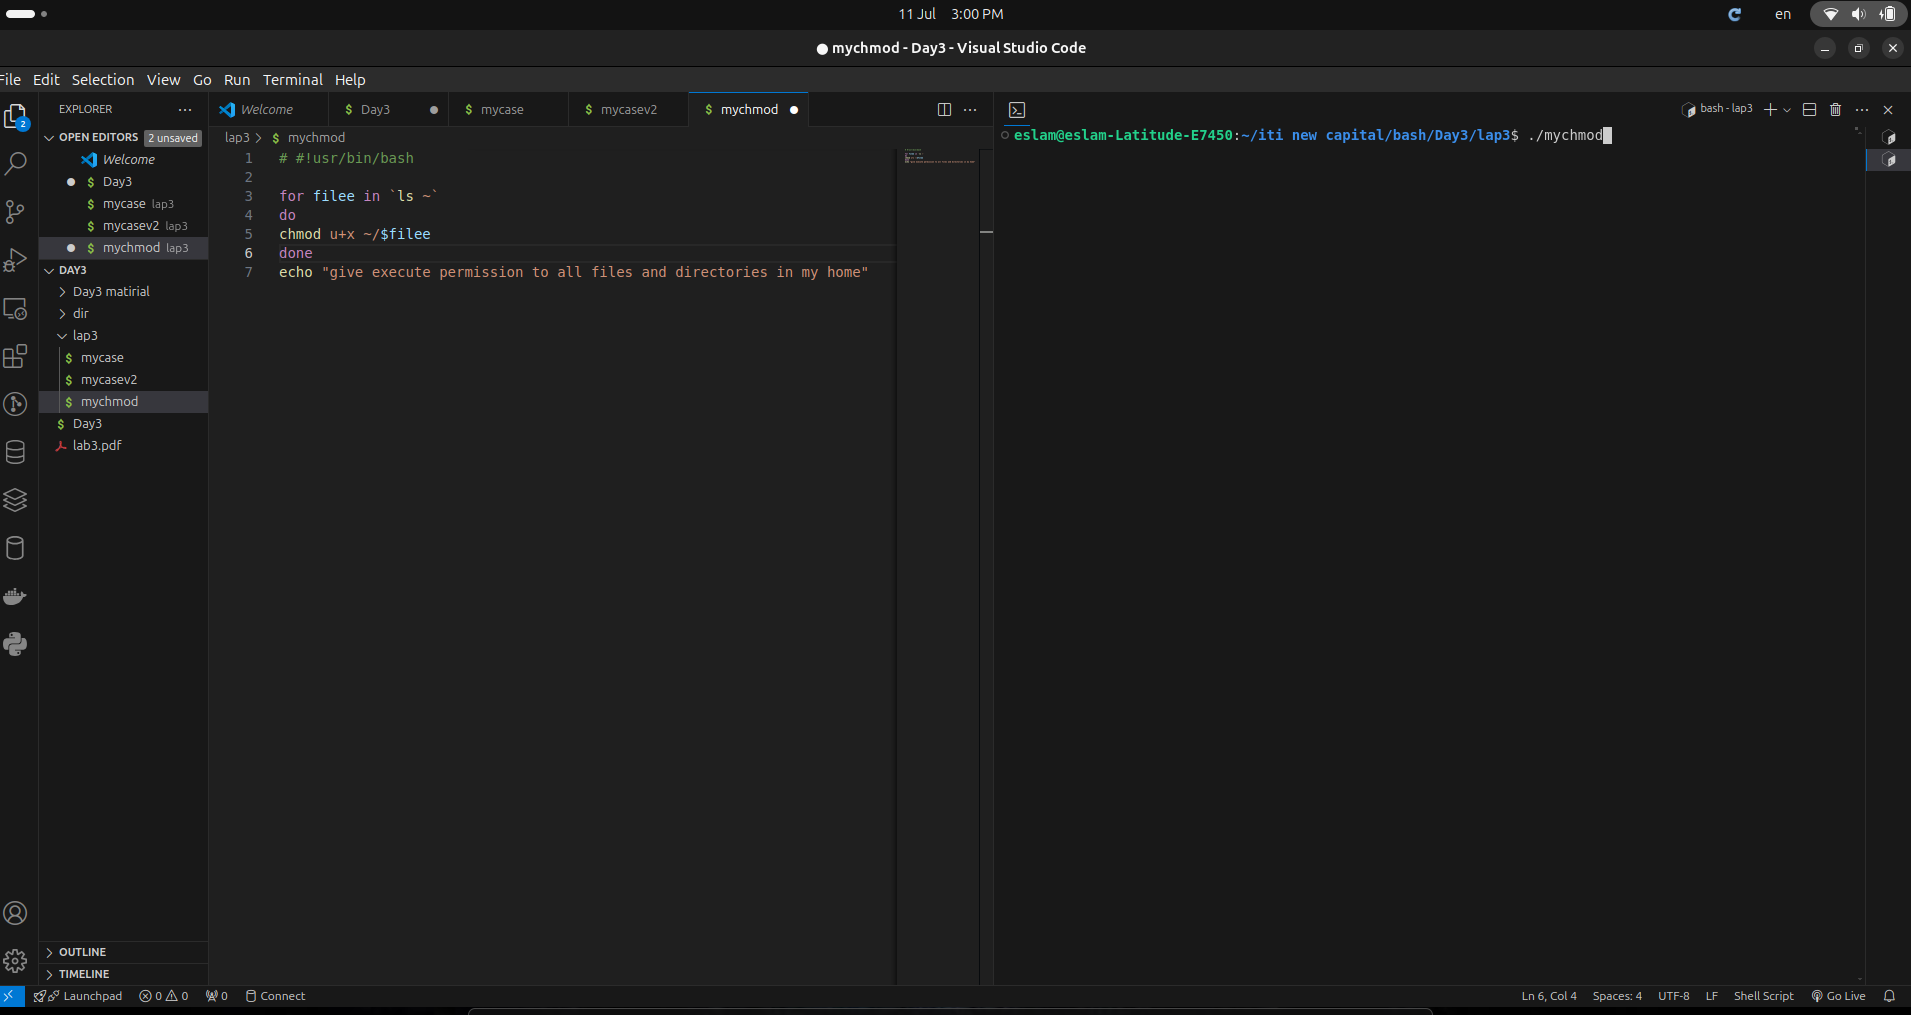 11 Jul 3:00 PM
en
mychmod - Day3 - Visual Studio Code
File Edit Selection View Go Run Terminal Help
EXPLORER
OPEN EDITORS 2 unsaved
Welcome
Day3
mycase lap3
mycasev2 lap3
mychmod lap3
DAY3
Day3 matirial
dir
lap3
mycase
mycasev2
mychmod
Day3
lab3.pdf
OUTLINE
TIMELINE
2
Welcome
$ Day3
$ mycase
$ mycasev2
$ mychmod
lap3 > $ mychmod
1 # #!usr/bin/bash
2
3 for filee in `ls ~`
4 do
5 chmod u+x ~/$filee
6 done
7 echo "give execute permission to all files and directories in my home"
bash - lap3
eslam@eslam-Latitude-E7450:~/iti new capital/bash/Day3/lap3$ ./mychmod
Launchpad 0 0 0 Connect
Ln 6, Col 4 Spaces: 4 UTF-8 LF Shell Script Go Live